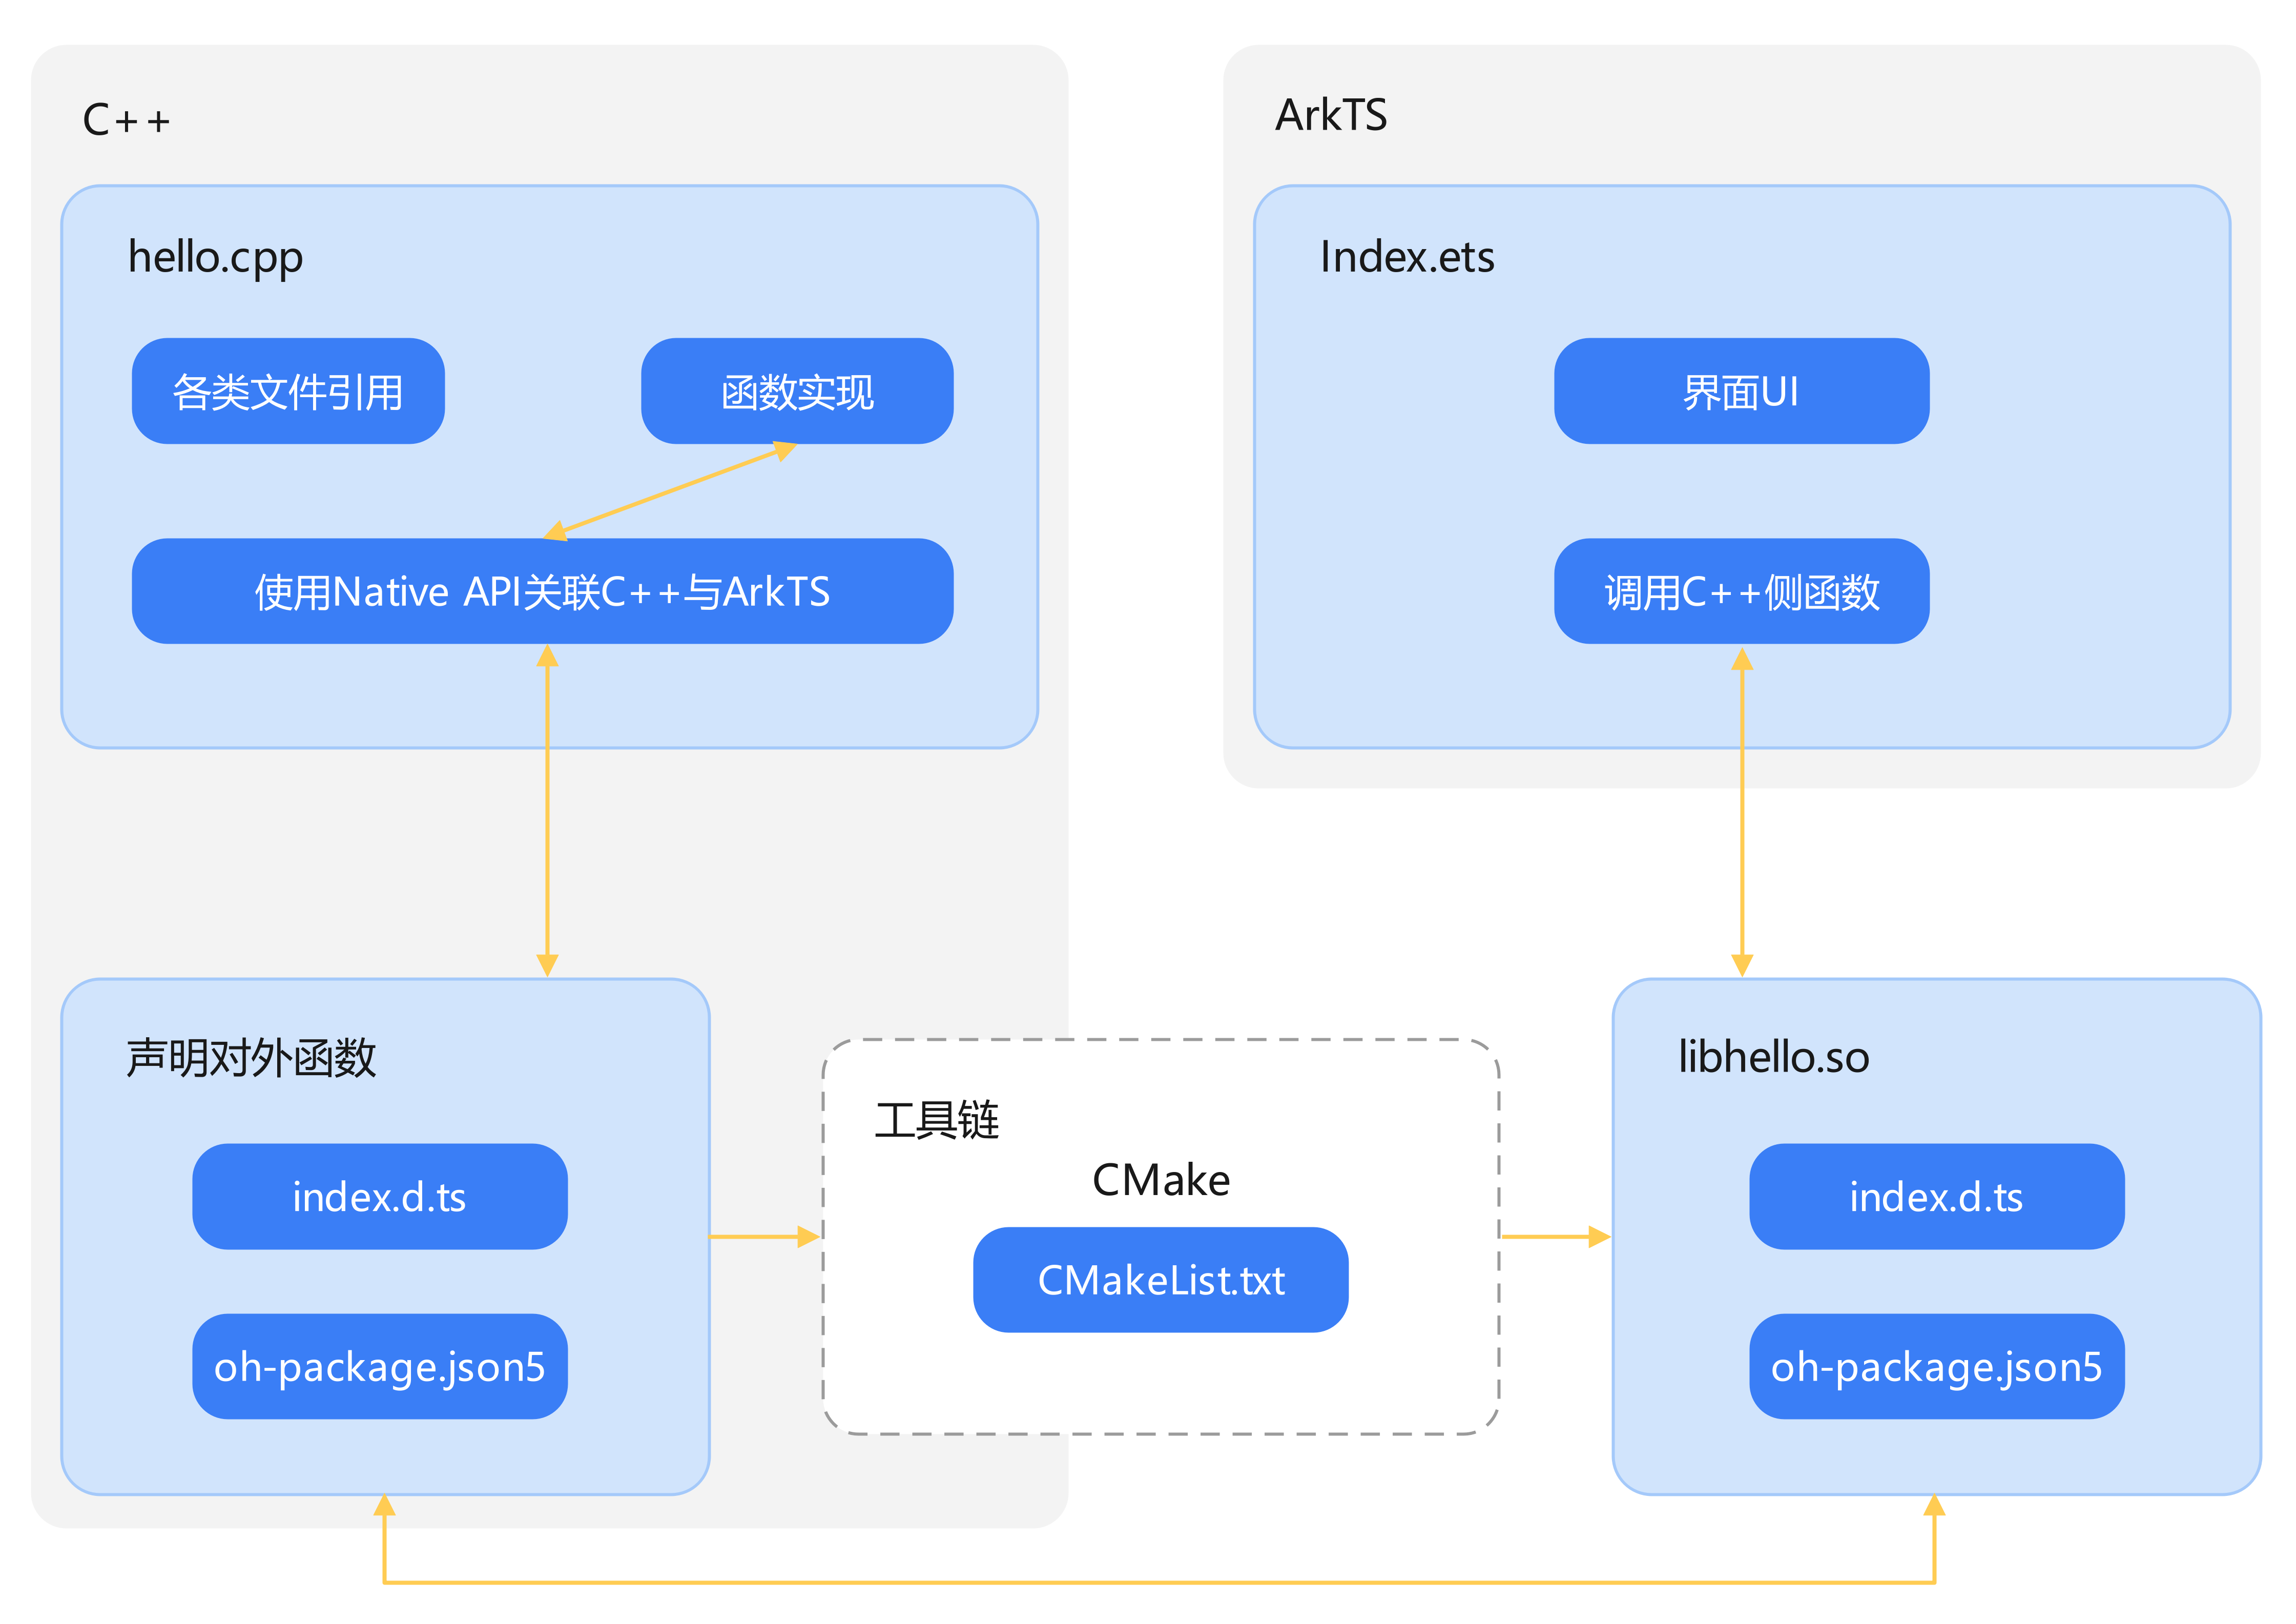 C++
hello.cpp
各类文件引用
函数实现
使用Native API关联C++与ArkTS
ArkTS
Index.ets
界面UI
调用C++侧函数
声明对外函数
index.d.ts
oh-package.json5
工具链
CMake
CMakeList.txt
libhello.so
index.d.ts
oh-package.json5